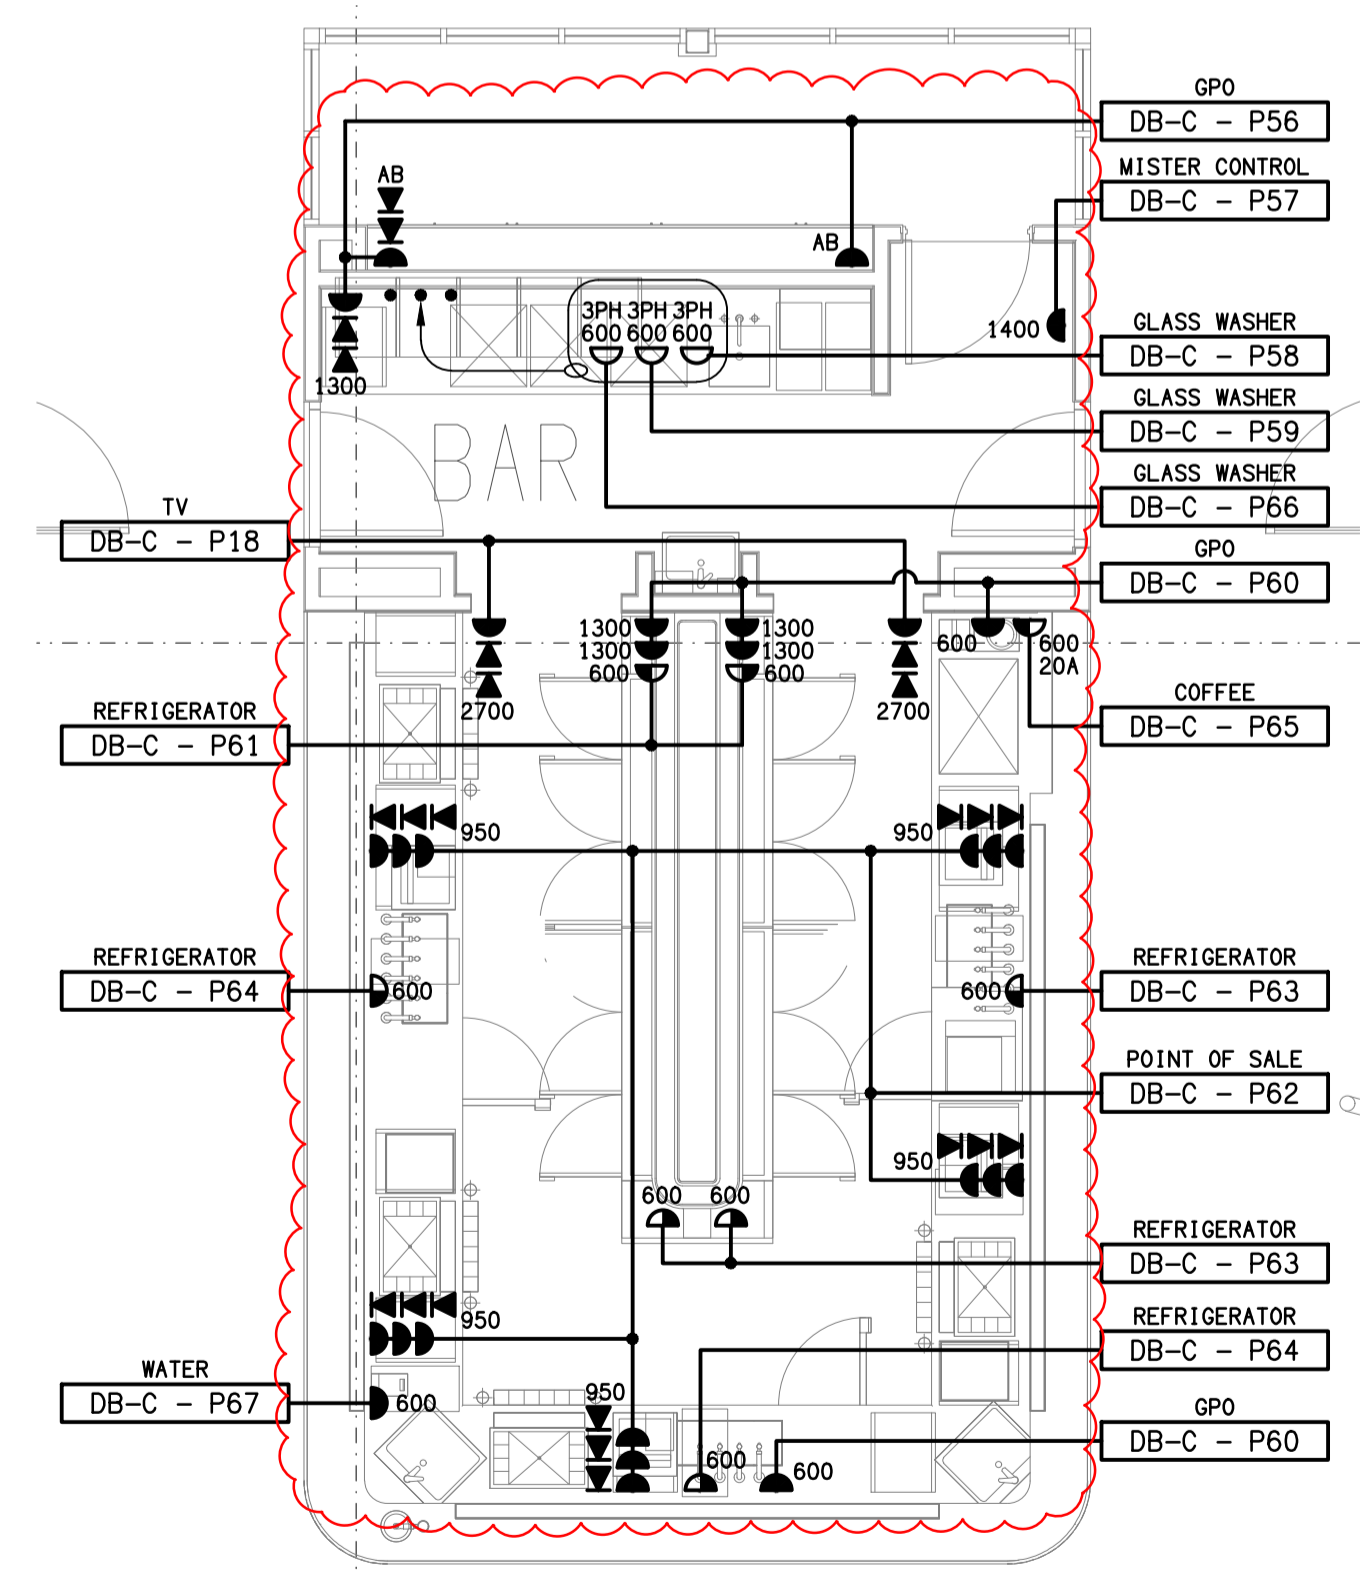 GPO
DB-C - P56
MISTER CONTROL
DB-C - P57
AB
AB
3PH 3PH 3PH
600 600 600
1400
GLASS WASHER
DB-C - P58
1300
GLASS WASHER
DB-C - P59
BAR
GLASS WASHER
DB-C - P66
TV
DB-C - P18
GPO
DB-C - P60
1300 1300
1300 1300
600 600
600 600
20A
2700 2700
REFRIGERATOR
DB-C - P61
COFFEE
DB-C - P65
950 950
REFRIGERATOR
DB-C - P64
600 600
REFRIGERATOR
DB-C - P63
POINT OF SALE
DB-C - P62
950
600 600
REFRIGERATOR
DB-C - P63
950
REFRIGERATOR
DB-C - P64
WATER
DB-C - P67
600
950
GPO
DB-C - P60
600 600